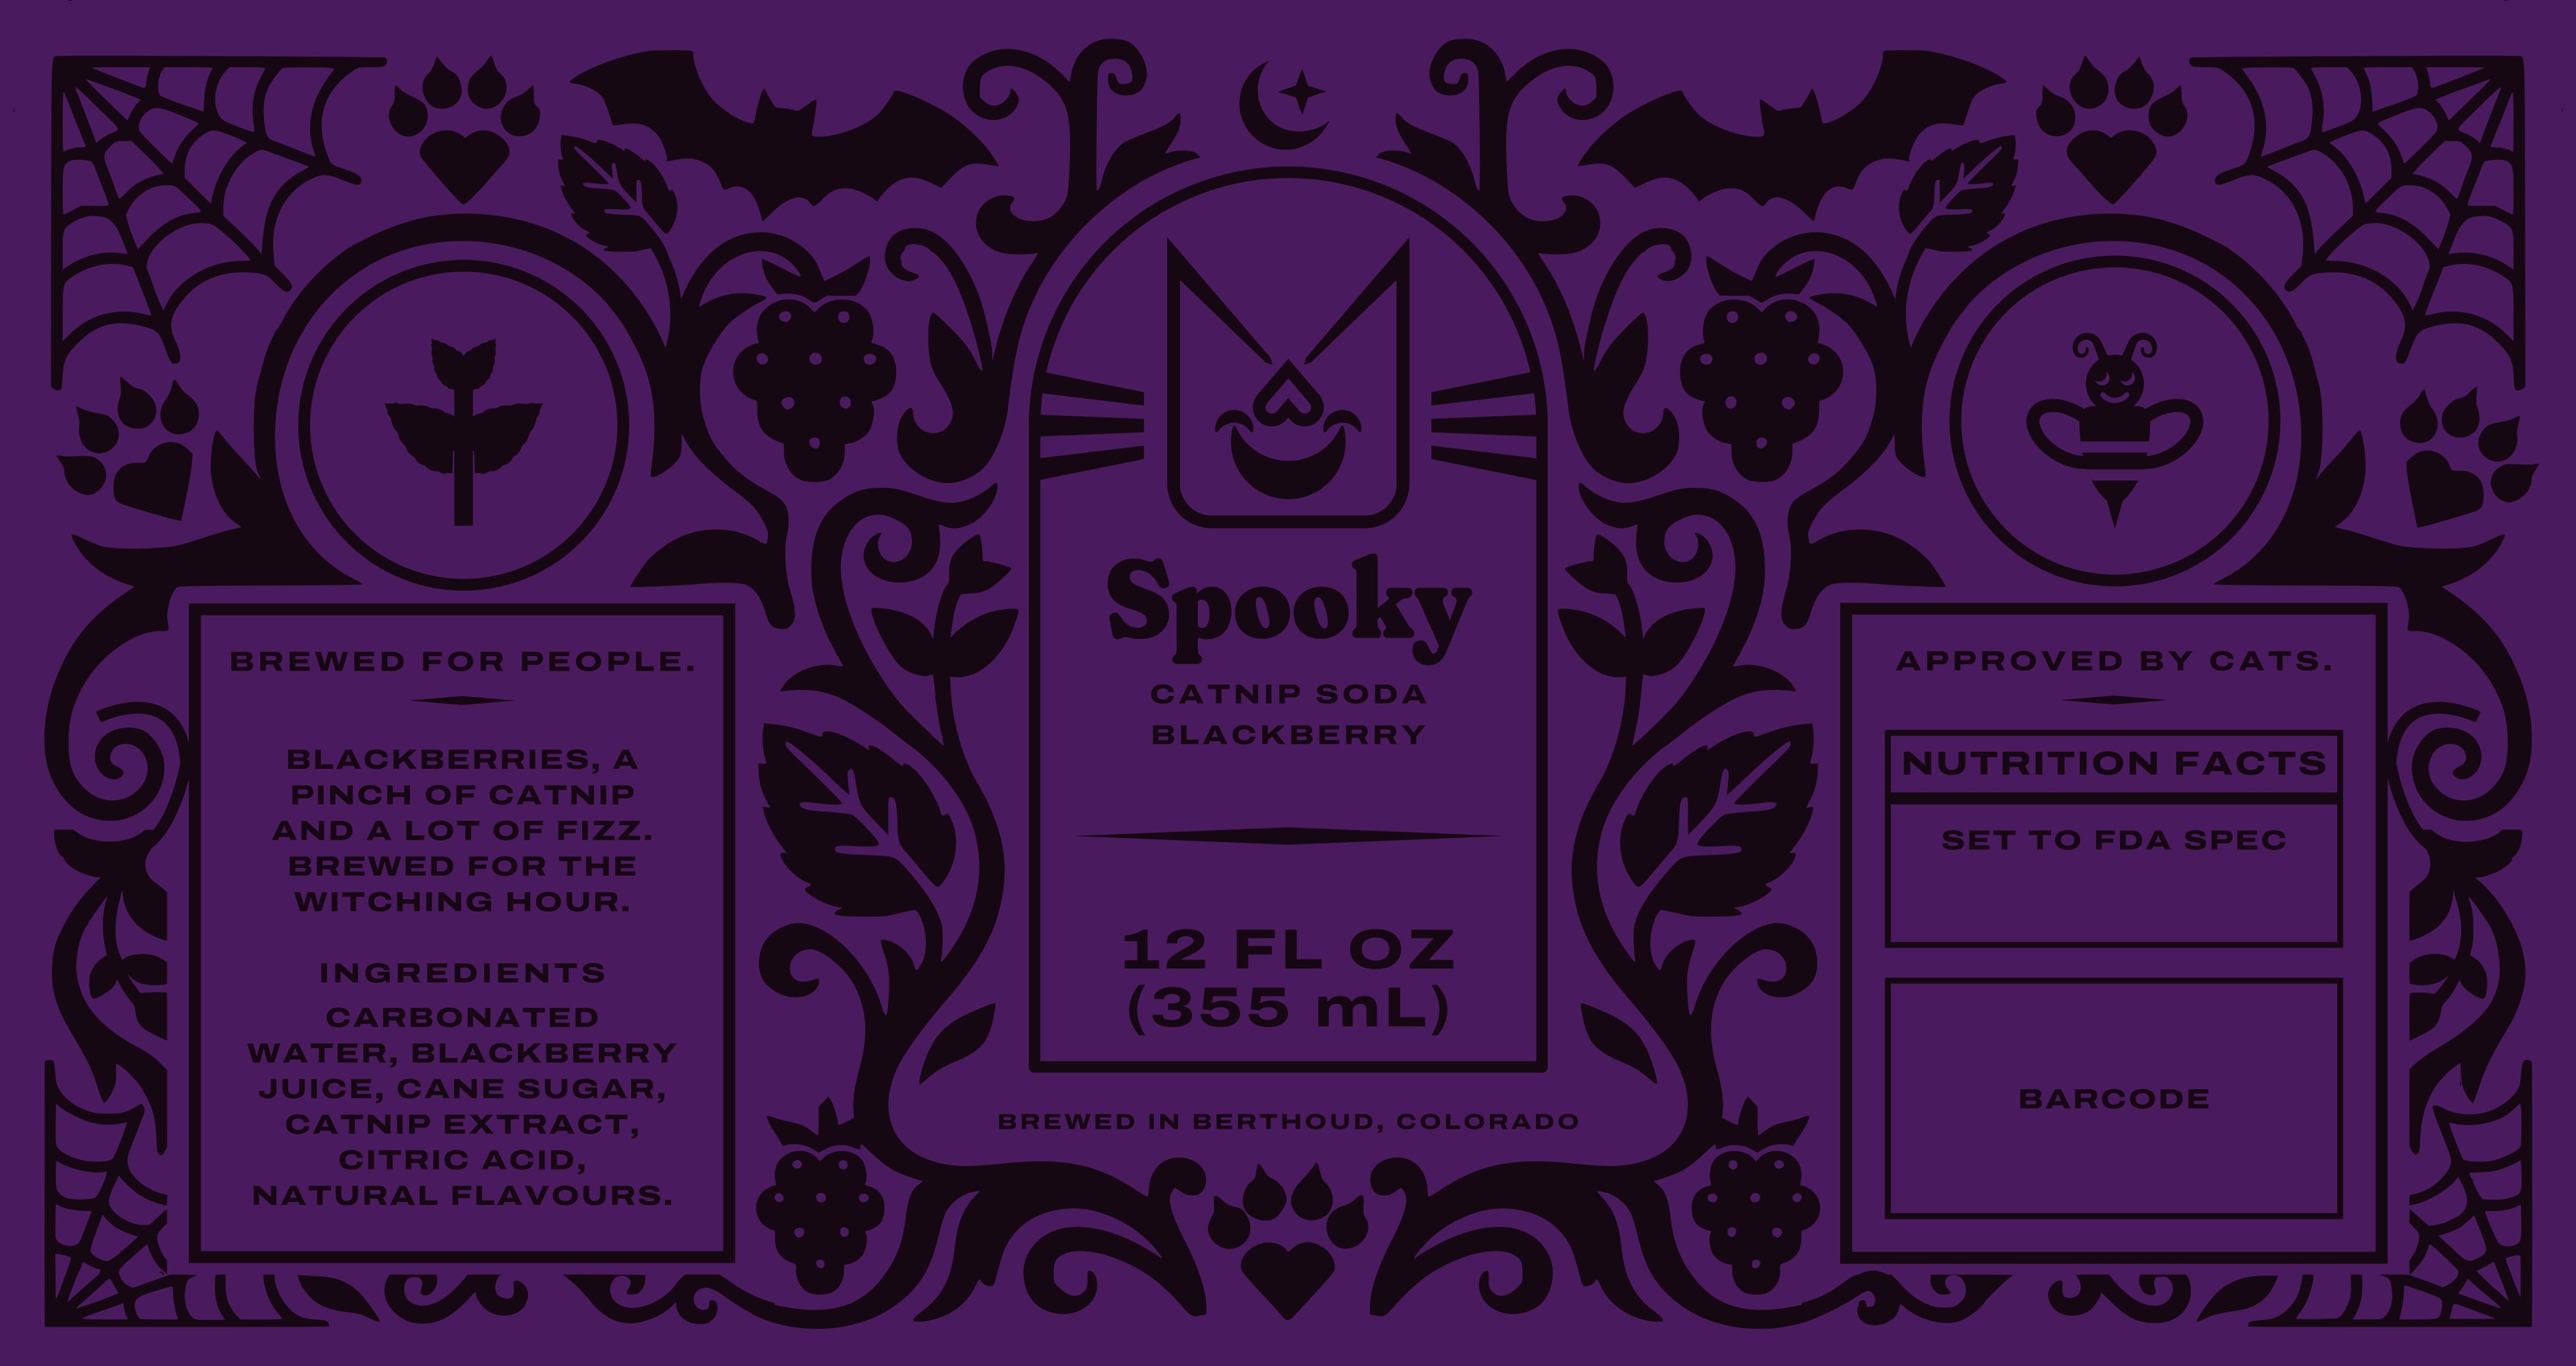 BREWED FOR PEOPLE.
BLACKBERRIES, A
PINCH OF CATNIP
AND A LOT OF FIZZ.
BREWED FOR THE
WITCHING HOUR.
INGREDIENTS
CARBONATED
WATER, BLACKBERRY
JUICE, CANE SUGAR,
CATNIP EXTRACT,
CITRIC ACID,
NATURAL FLAVOURS.
Spooky
CATNIP SODA
BLACKBERRY
12 FL OZ
(355 mL)
BREWED IN BERTHOUD, COLORADO
APPROVED BY CATS.
NUTRITION FACTS
SET TO FDA SPEC
BARCODE